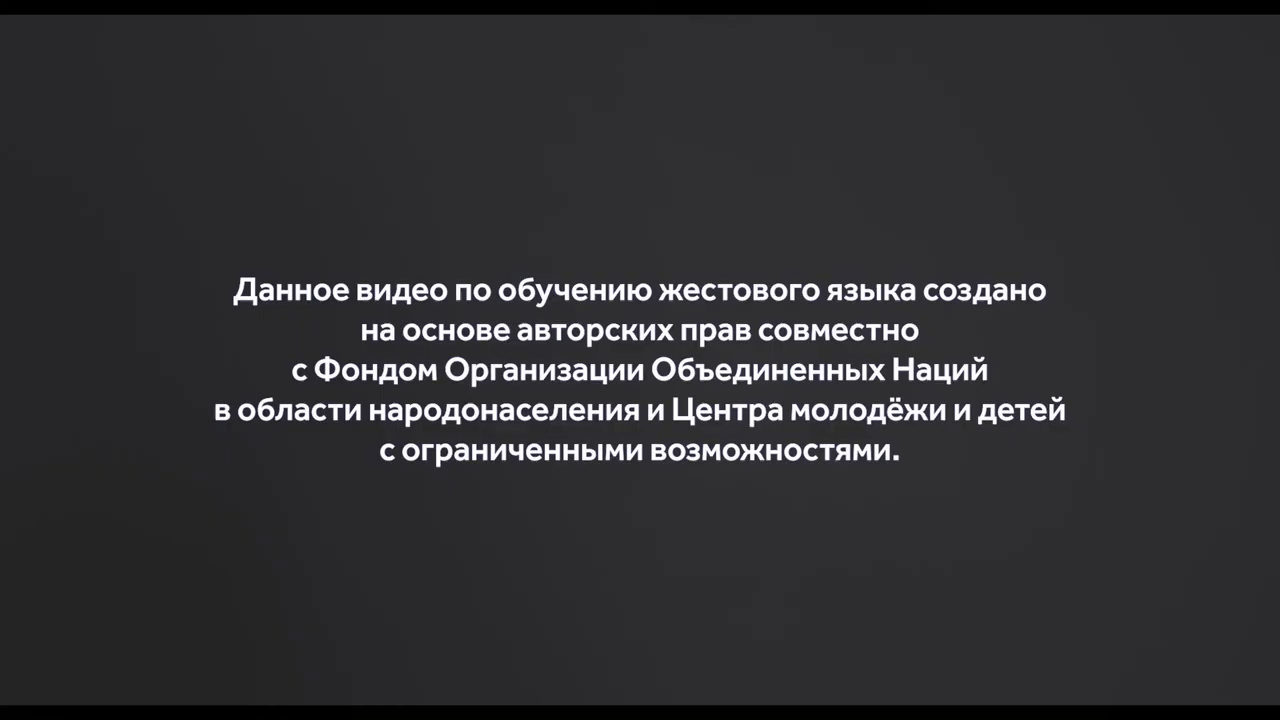 Данное видео по обучению жестового языка создано
на основе авторских прав совместно
с Фондом Организации Объединенных Наций
в области народонаселения и Центра молодёжи и детей
с ограниченными возможностями.